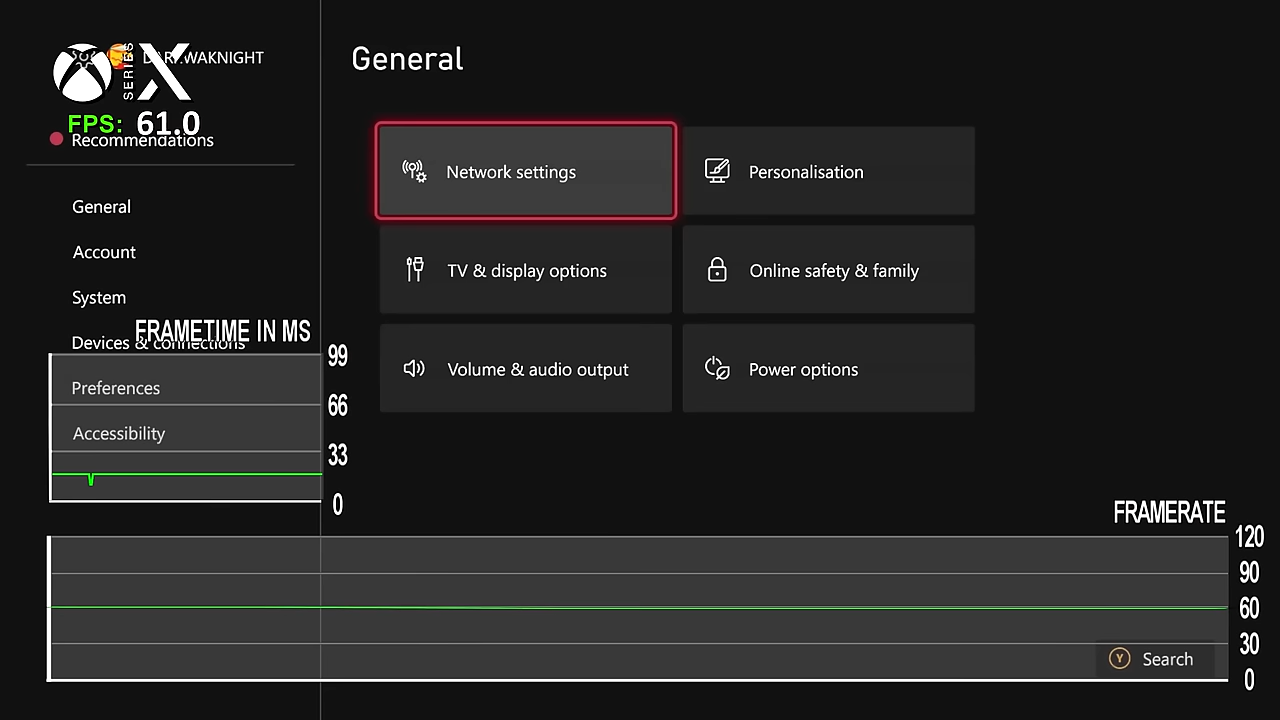 General
SERIES X
WAKNIGHT
FPS: 61.0
Recommendations
General
Account
System
Devices & connections
Preferences
Accessibility
Network settings
Personalisation
TV & display options
Online safety & family
Volume & audio output
Power options
FRAMETIME IN MS
99
66
33
0
FRAMERATE
120
90
60
30
0
Y Search